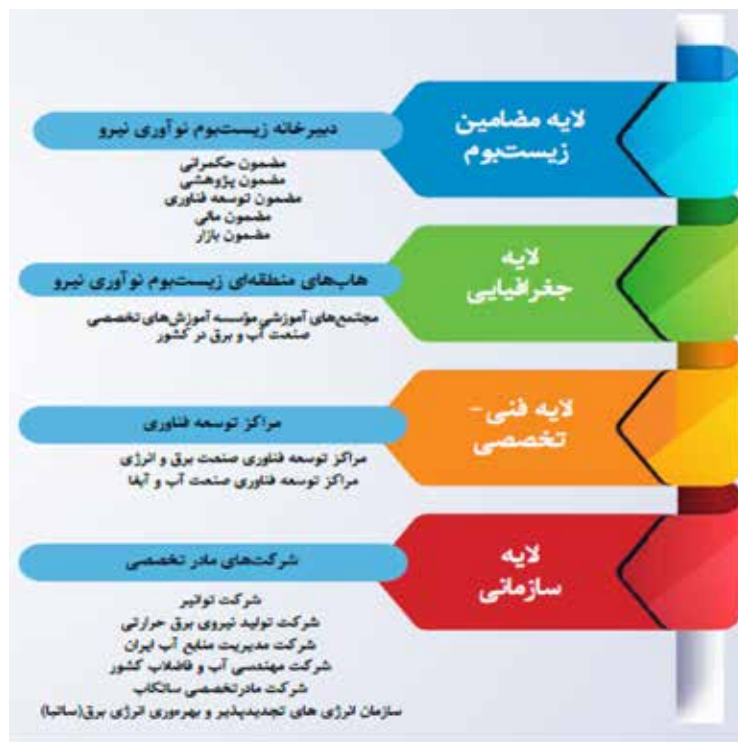 لایه مضامین
زیست‌بوم
دبیرخانه زیست‌بوم نوآوری نیرو
مضمون حکمرانی
مضمون پژوهشی
مضمون توسعه فناوری
مضمون مالی
مضمون بازار
لایه
جغرافیایی
هاب‌های منطقه‌ای زیست‌بوم نوآوری نیرو
مجتمع‌های آموزشی مؤسسه آموزش‌های تخصصی
صنعت آب و برق در کشور
لایه فنی-
تخصصی
مراکز توسعه فناوری
مراکز توسعه فناوری صنعت برق و انرژی
مراکز توسعه فناوری صنعت آب و آبفا
لایه
سازمانی
شرکت‌های مادر تخصصی
شرکت توانیر
شرکت تولید نیروی برق حرارتی
شرکت مدیریت منابع آب ایران
شرکت مهندسی آب و فاضلاب کشور
شرکت مادرتخصصی ساتکاب
سازمان انرژی های تجدیدپذیر و بهره‌وری انرژی برق(ساتبا)